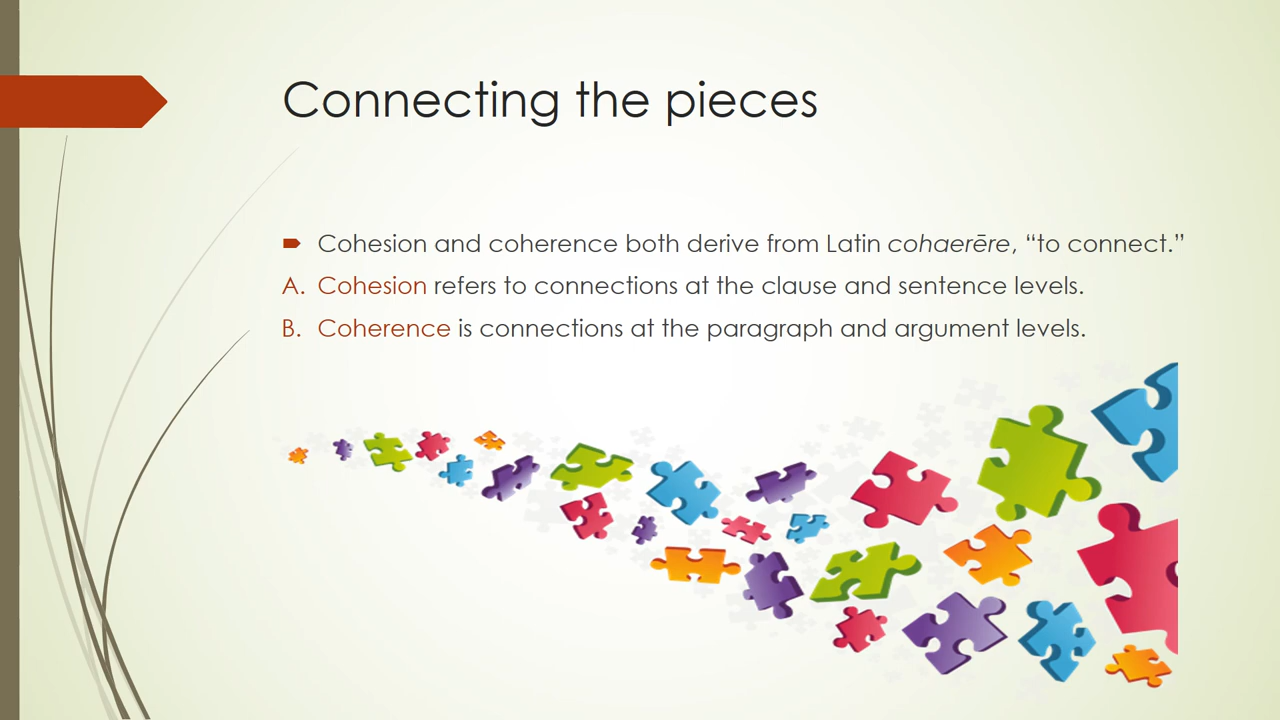 Connecting the pieces
Cohesion and coherence both derive from Latin cohaerēre, “to connect.”
A. Cohesion refers to connections at the clause and sentence levels.
B. Coherence is connections at the paragraph and argument levels.